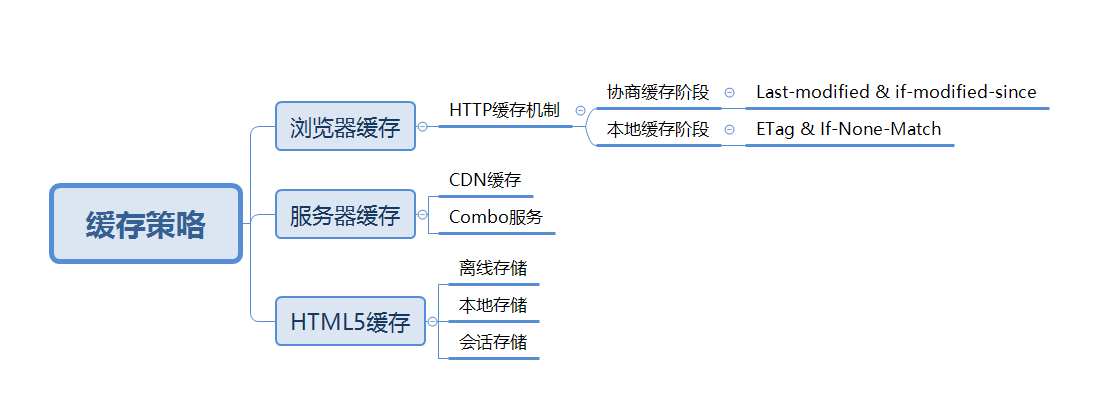 缓存策略
浏览器缓存
HTTP缓存机制
协商缓存阶段
Last-modified & if-modified-since
本地缓存阶段
ETag & If-None-Match
服务器缓存
CDN缓存
Combo服务
HTML5缓存
离线存储
本地存储
会话存储